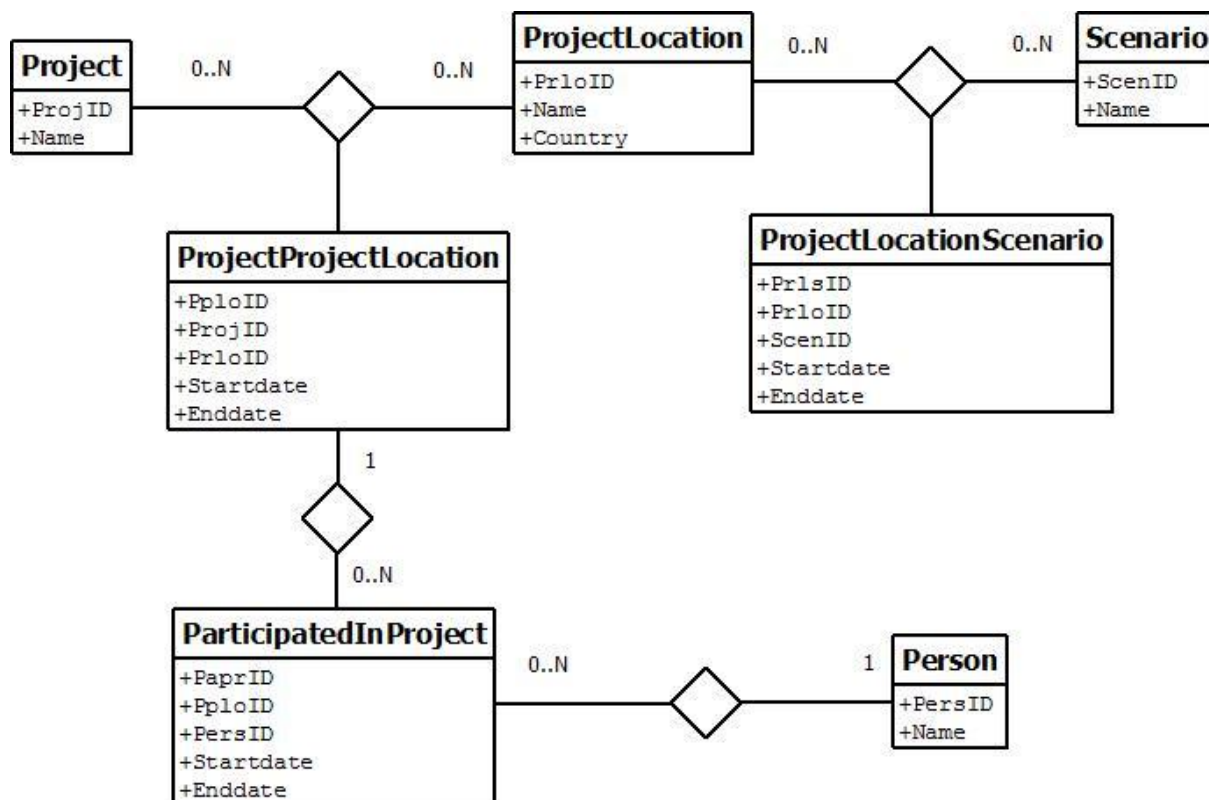 Project
+ProjID
+Name
0..N
0..N
ProjectLocation
+PrloID
+Name
+Country
0..N
0..N
Scenario
+ScenID
+Name
ProjectProjectLocation
+PploID
+ProjID
+PrloID
+Startdate
+Enddate
ProjectLocationScenario
+PrlsID
+PrloID
+ScenID
+Startdate
+Enddate
1
0..N
ParticipatedInProject
+PaprID
+PploID
+PersID
+Startdate
+Enddate
0..N
1
Person
+PersID
+Name